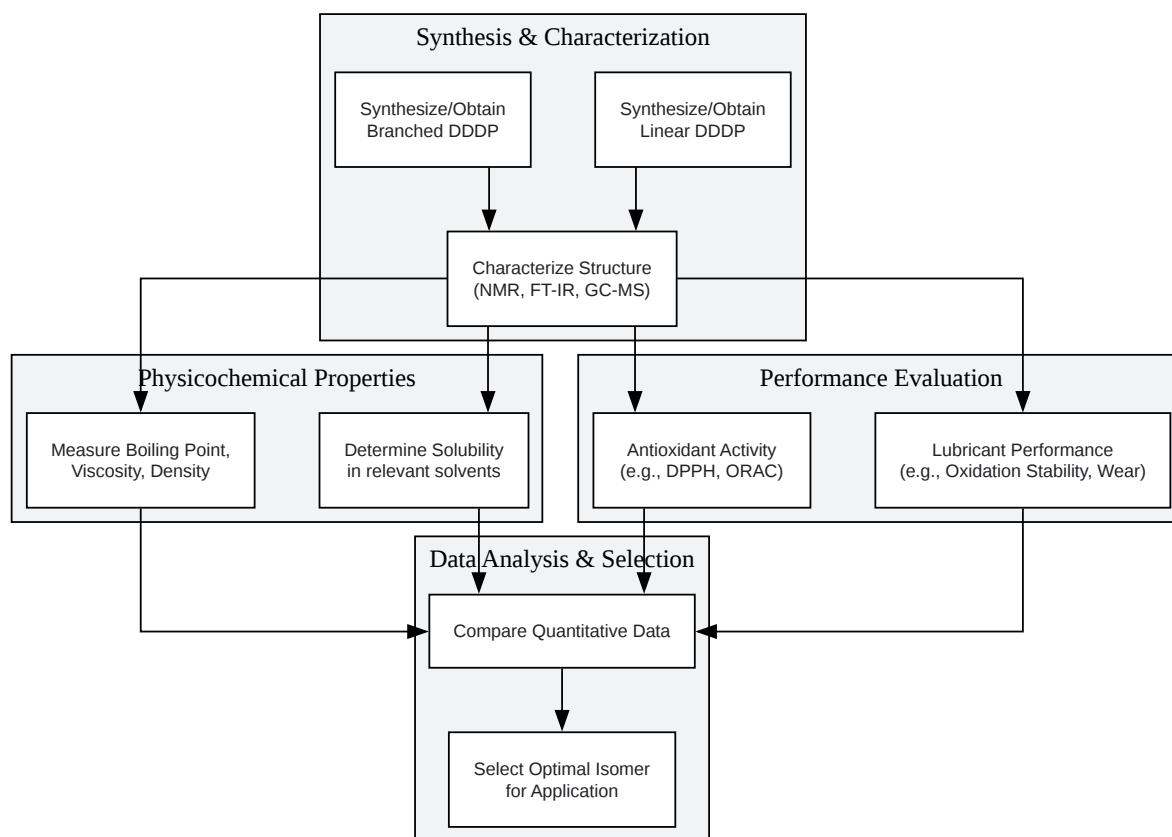 Synthesis & Characterization
Synthesize/Obtain
Branched DDDP
Synthesize/Obtain
Linear DDDP
Characterize Structure
(NMR, FT-IR, GC-MS)
Physicochemical Properties
Measure Boiling Point,
Viscosity, Density
Determine Solubility
in relevant solvents
Performance Evaluation
Antioxidant Activity
(e.g., DPPH, ORAC)
Lubricant Performance
(e.g., Oxidation Stability, Wear)
Data Analysis & Selection
Compare Quantitative Data
Select Optimal Isomer
for Application